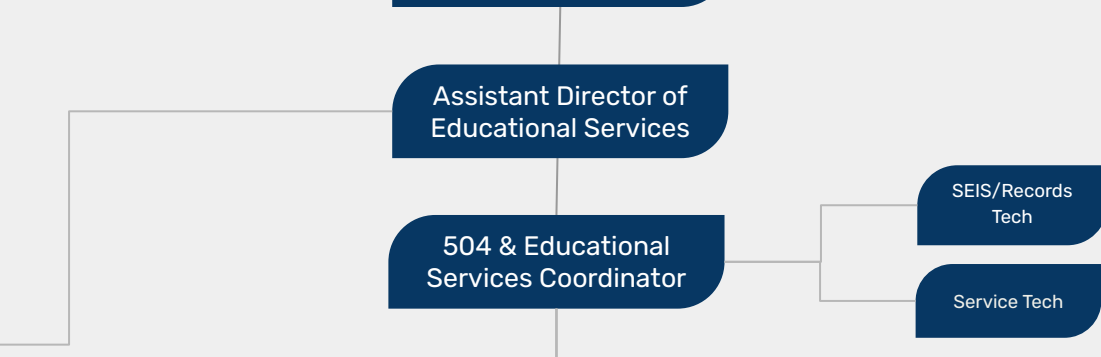 Assistant Director of
Educational Services
504 & Educational
Services Coordinator
SEIS/Records
Tech
Service Tech